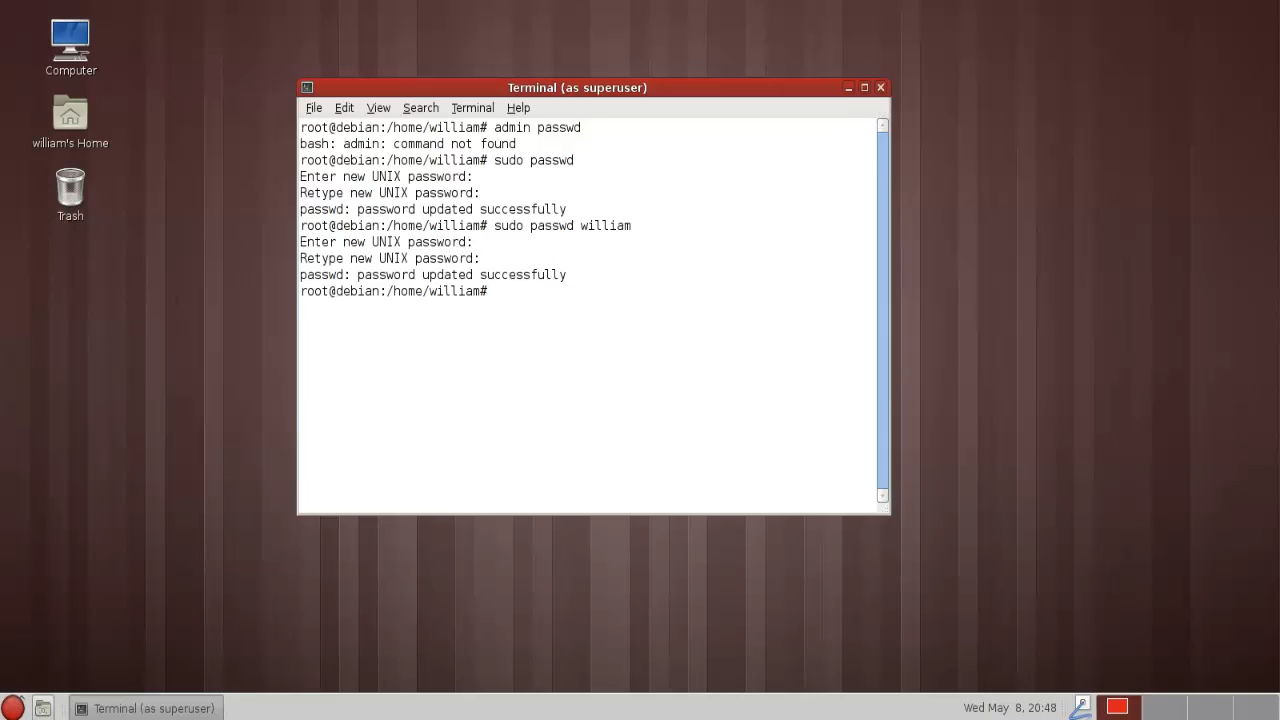 Computer
william's Home
Trash
Terminal (as superuser)
File Edit View Search Terminal Help
root@debian:/home/william# admin passwd
bash: admin: command not found
root@debian:/home/william# sudo passwd
Enter new UNIX password:
Retype new UNIX password:
passwd: password updated successfully
root@debian:/home/william# sudo passwd william
Enter new UNIX password:
Retype new UNIX password:
passwd: password updated successfully
root@debian:/home/william#
Terminal (as superuser)
Wed May 8, 20:48